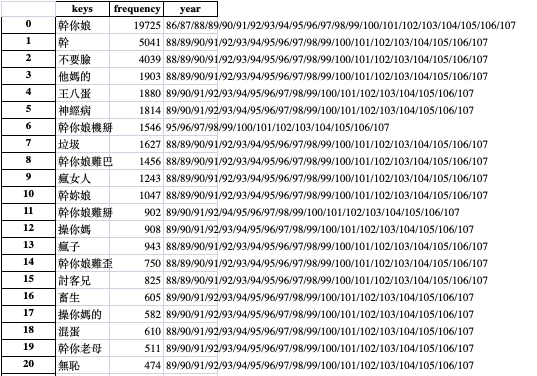 keys frequency year
0 幹你娘 19725 86/87/88/89/90/91/92/93/94/95/96/97/98/99/100/101/102/103/104/105/106/107
1 幹 5041 88/89/90/91/92/93/94/95/96/97/98/99/100/101/102/103/104/105/106/107
2 不要臉 4039 88/89/90/91/92/93/94/95/96/97/98/99/100/101/102/103/104/105/106/107
3 他媽的 1903 88/89/90/91/92/93/94/95/96/97/98/99/100/101/102/103/104/105/106/107
4 王八蛋 1880 89/90/91/92/93/94/95/96/97/98/99/100/101/102/103/104/105/106/107
5 神經病 1814 89/90/91/92/93/94/95/96/97/98/99/100/101/102/103/104/105/106/107
6 幹你娘機掰 1546 95/96/97/98/99/100/101/102/103/104/105/106/107
7 垃圾 1627 88/89/90/91/92/93/94/95/96/97/98/99/100/101/102/103/104/105/106/107
8 幹你娘雞巴 1456 88/89/90/91/92/93/94/95/96/97/98/99/100/101/102/103/104/105/106/107
9 瘋女人 1243 88/89/90/91/92/93/94/95/96/97/98/99/100/101/102/103/104/105/106/107
10 幹妳娘 1047 88/89/90/91/92/93/94/95/96/97/98/99/100/101/102/103/104/105/106/107
11 幹你娘雞掰 902 89/90/91/92/94/95/96/97/98/99/100/101/102/103/104/105/106/107
12 操你媽 908 89/90/91/92/93/94/95/96/97/98/99/100/101/102/103/104/105/106/107
13 瘋子 943 88/89/90/91/92/93/94/95/96/97/98/99/100/101/102/103/104/105/106/107
14 幹你娘雞歪 750 88/89/90/91/92/93/94/95/96/97/98/99/100/101/102/103/104/105/106/107
15 討客兄 825 88/89/90/91/92/93/94/95/96/97/98/99/100/101/102/103/104/105/106/107
16 畜生 605 89/90/91/92/93/94/95/96/97/98/99/100/101/102/103/104/105/106/107
17 操你媽的 582 89/90/91/92/93/94/95/96/97/98/99/100/101/102/103/104/105/106/107
18 混蛋 610 88/89/90/91/92/93/94/95/96/97/98/99/100/101/102/103/104/105/106/107
19 幹你老母 511 89/90/91/92/93/94/95/96/97/98/99/100/101/102/103/104/105/106/107
20 無恥 474 89/90/91/92/93/94/95/96/97/98/99/100/101/102/103/104/105/106/107